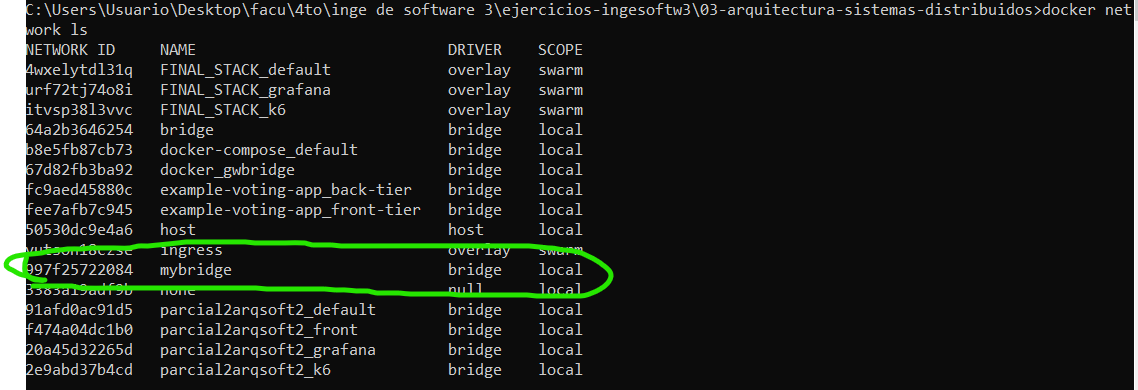 C:\Users\Usuario\Desktop\facu\4to\inge de software 3\ejercicios-ingesoftw3\03-arquitectura-sistemas-distribuidos>docker net
work ls
NETWORK ID NAME DRIVER SCOPE
4wxelytdl31q FINAL_STACK_default overlay swarm
urf72tj74o8i FINAL_STACK_grafana overlay swarm
itvsp38l3vvc FINAL_STACK_k6 overlay swarm
64a2b3646254 bridge bridge local
b8e5fb87cb73 docker-compose_default bridge local
67d82fb3ba92 docker_gwbridge bridge local
fc9aed45880c example-voting-app_back-tier bridge local
fee7afb7c945 example-voting-app_front-tier bridge local
50530dc9e4a6 host host local
ingress overlay swarm
997f25722084 mybridge bridge local
none null local
91afd0ac91d5 parcial2arqsoft2_default bridge local
f474a04dc1b0 parcial2arqsoft2_front bridge local
20a45d32265d parcial2arqsoft2_grafana bridge local
2e9abd37b4cd parcial2arqsoft2_k6 bridge local